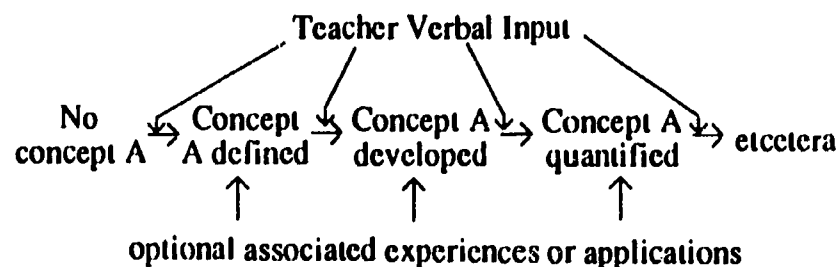 Teacher Verbal Input
No concept A
Concept A defined
Concept A developed
Concept A quantified
etcetera
optional associated experiences or applications